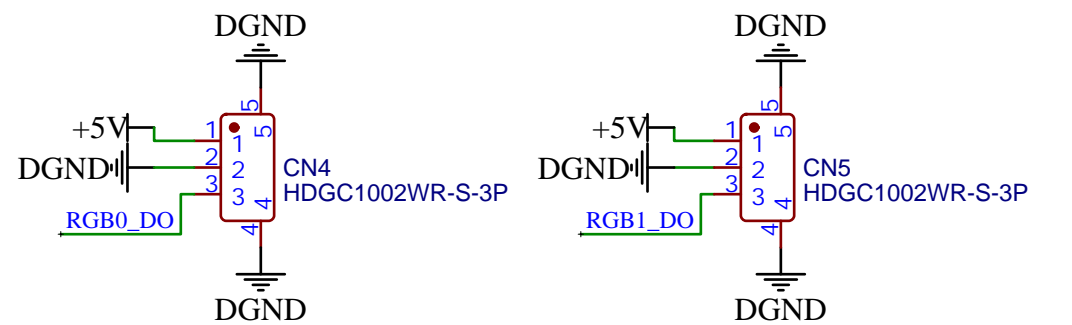 DGND
5
5
+5V
1
1
DGND
2
2
CN4
3
3
HDGC1002WR-S-3P
4
RGB0_DO
4
DGND
DGND
5
5
+5V
1
1
DGND
2
2
CN5
3
3
HDGC1002WR-S-3P
4
RGB1_DO
4
DGND